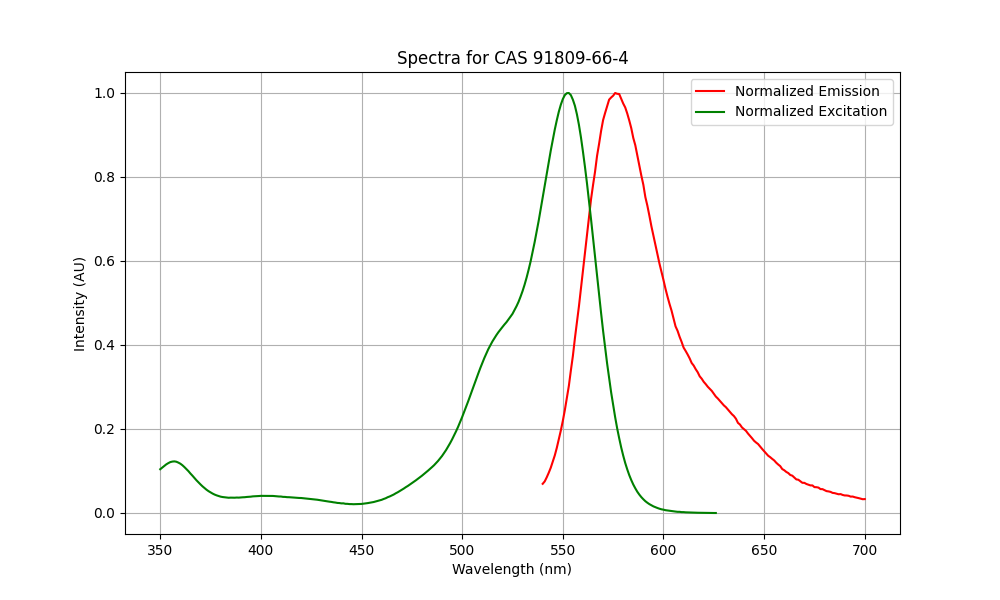 Spectra for CAS 91809-66-4
Normalized Emission
Normalized Excitation
Intensity (AU)
1.0
0.8
0.6
0.4
0.2
0.0
350 400 450 500 550 600 650 700
Wavelength (nm)